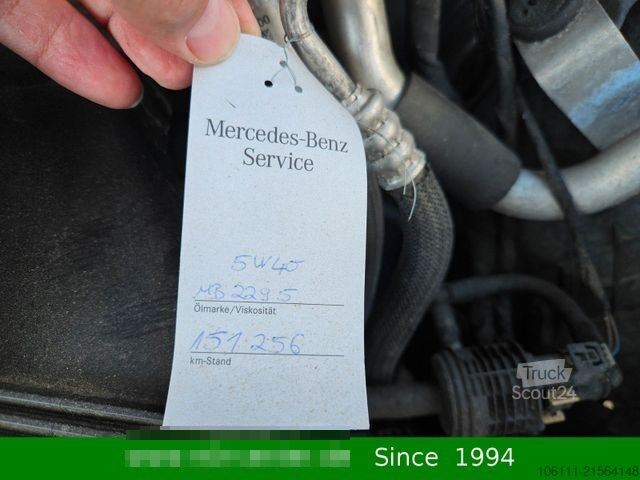 Mercedes-Benz
Service
5W40
MB 229 5
Ölmarke/Viskosität
151.256
km-Stand
Truck
Scout24
Since 1994
106111-21564148